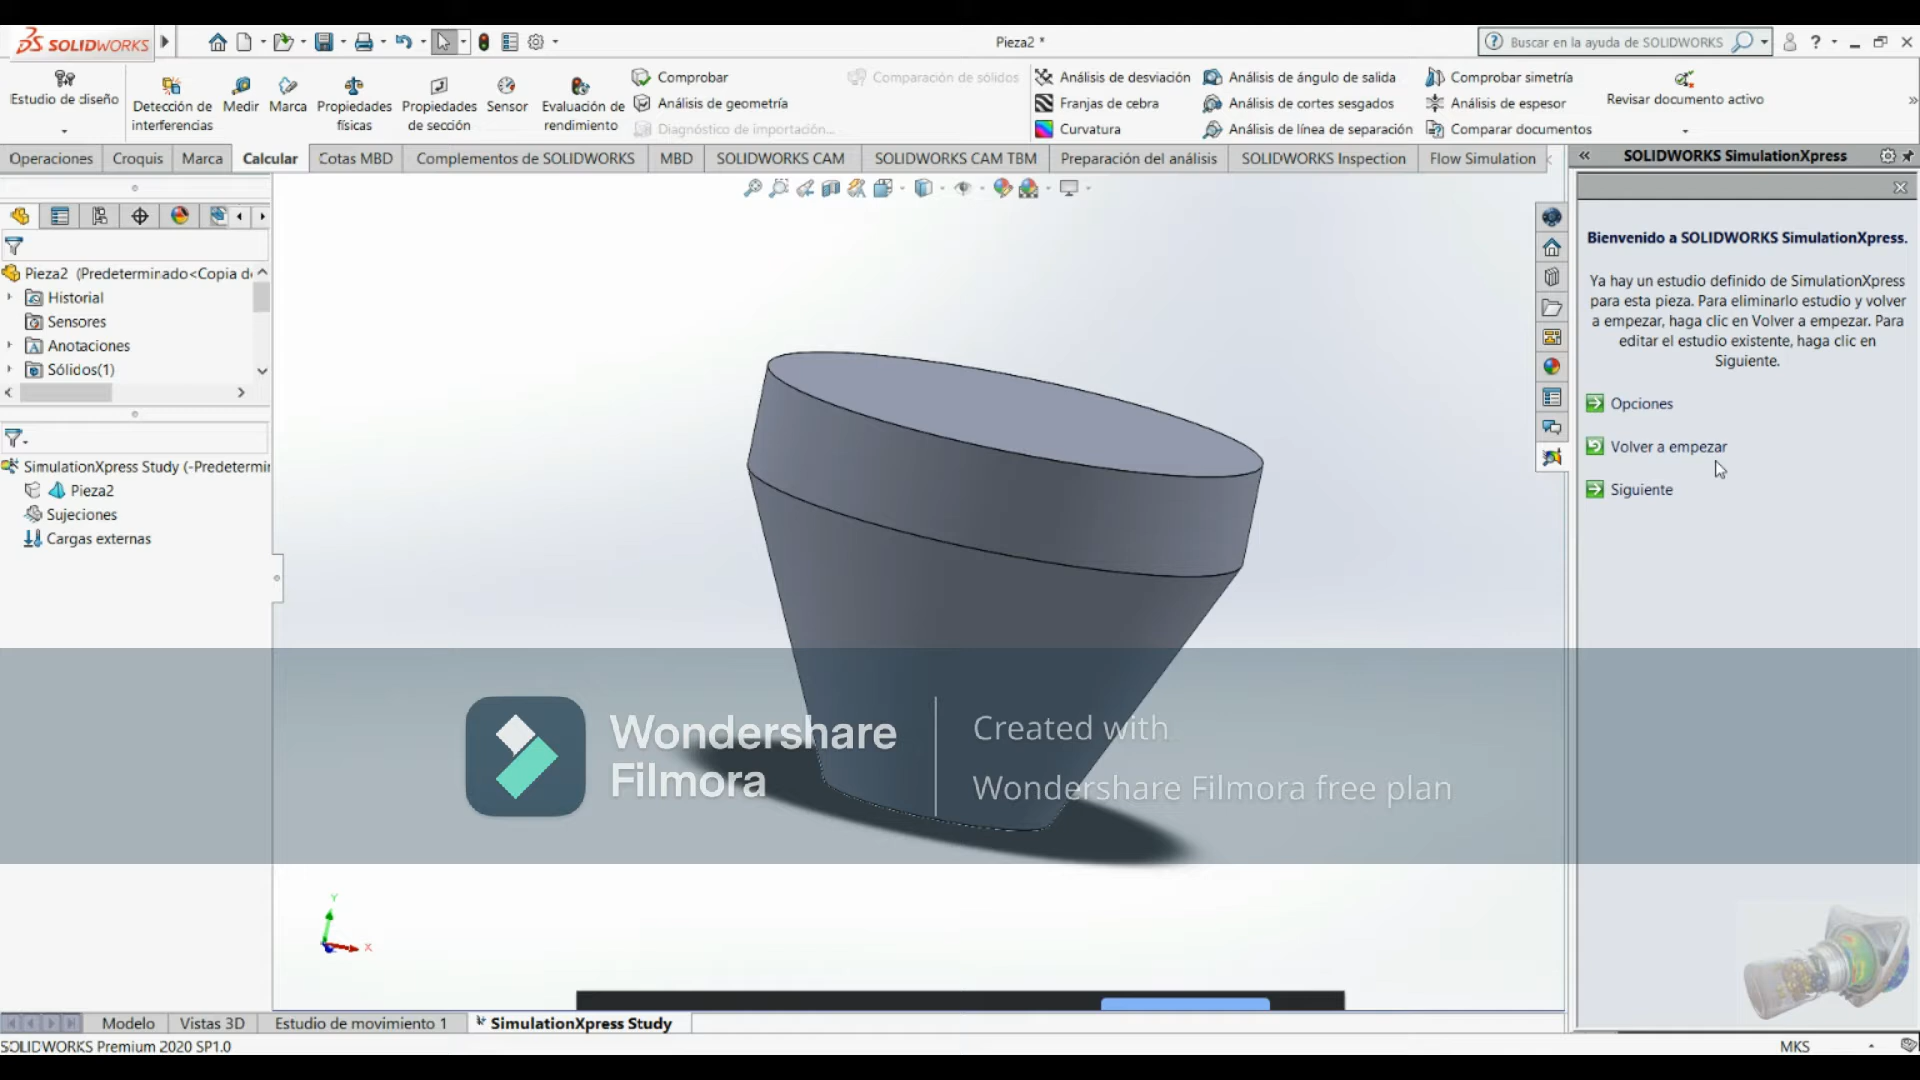 SOLIDWORKS
Pieza2 *
Buscar en la ayuda de SOLIDWORKS
Estudio de diseño
Detección de interferencias
Medir
Marca
Propiedades físicas
Propiedades de sección
Sensor
Evaluación de rendimiento
Comprobar
Análisis de geometría
Diagnóstico de importación...
Comparación de sólidos
Análisis de desviación
Franjas de cebra
Curvatura
Análisis de ángulo de salida
Análisis de cortes sesgados
Análisis de línea de separación
Comprobar simetría
Análisis de espesor
Comparar documentos
Revisar documento activo
Operaciones
Croquis
Marca
Calcular
Cotas MBD
Complementos de SOLIDWORKS
MBD
SOLIDWORKS CAM
SOLIDWORKS CAM TBM
Preparación del análisis
SOLIDWORKS Inspection
Flow Simulation
SOLIDWORKS SimulationXpress
Pieza2 (Predeterminado<Copia de
Historial
Sensores
Anotaciones
Sólidos(1)
SimulationXpress Study (-Predetermin
Pieza2
Sujeciones
Cargas externas
Bienvenido a SOLIDWORKS SimulationXpress.
Ya hay un estudio definido de SimulationXpress
para esta pieza. Para eliminarlo estudio y volver
a empezar, haga clic en Volver a empezar. Para
editar el estudio existente, haga clic en
Siguiente.
Opciones
Volver a empezar
Siguiente
Wondershare
Filmora
Created with
Wondershare Filmora free plan
Y
X
Modelo
Vistas 3D
Estudio de movimiento 1
SimulationXpress Study
SOLIDWORKS Premium 2020 SP1.0
MKS